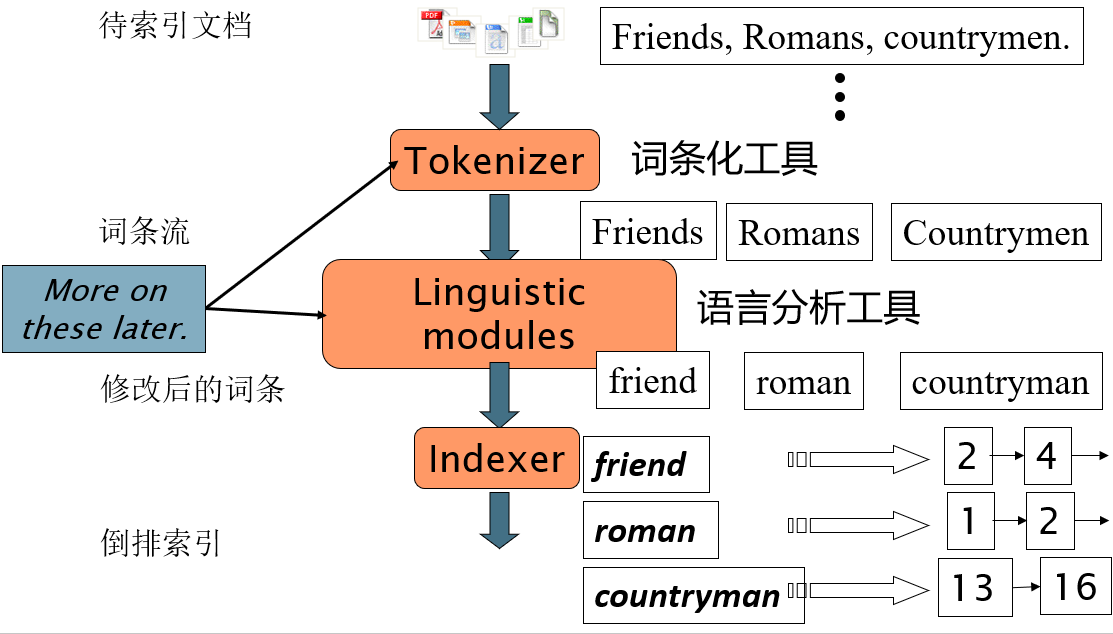 待索引文档
Friends, Romans, countrymen.
Tokenizer
词条化工具
词条流
Friends
Romans
Countrymen
More on
these later.
Linguistic
modules
语言分析工具
修改后的词条
friend
roman
countryman
Indexer
friend
2
4
roman
1
2
倒排索引
countryman
13
16